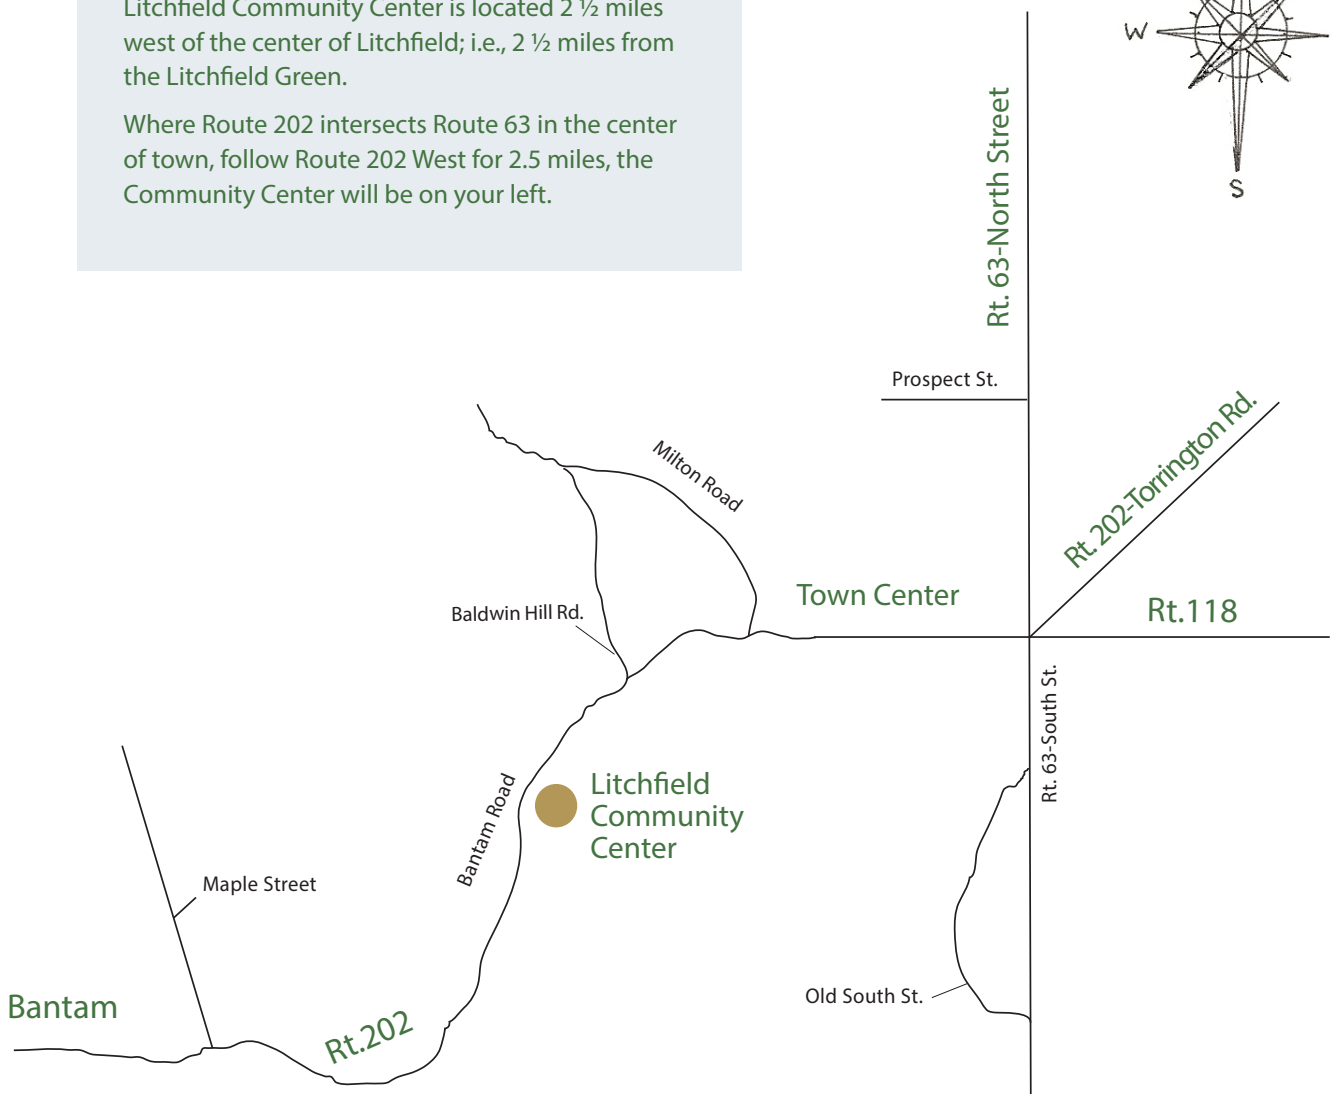 Litchfield Community Center is located 2 ½ miles
west of the center of Litchfield; i.e., 2 ½ miles from
the Litchfield Green.
Where Route 202 intersects Route 63 in the center
of town, follow Route 202 West for 2.5 miles, the
Community Center will be on your left.
W
S
Rt. 63-North Street
Prospect St.
Rt. 202-Torrington Rd.
Milton Road
Town Center
Rt.118
Baldwin Hill Rd.
Rt. 63-South St.
Litchfield
Community
Center
Bantam Road
Maple Street
Old South St.
Bantam
Rt.202